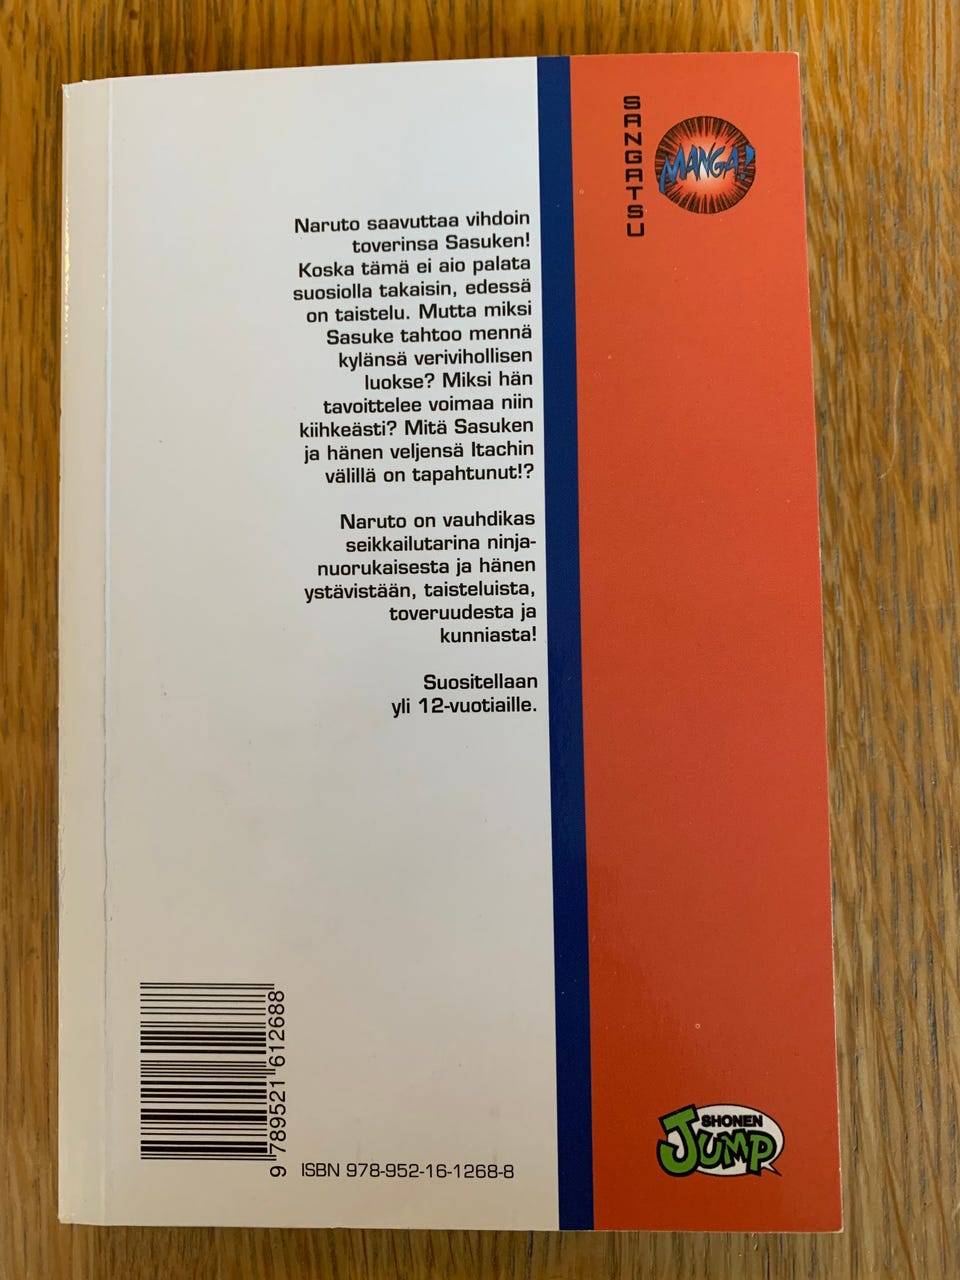 Naruto saavuttaa vihdoin
toverinsa Sasuken!
Koska tämä ei aio palata
suosiolla takaisin, edessä
on taistelu. Mutta miksi
Sasuke tahtoo mennä
kylänsä verivihollisen
luokse? Miksi hän
tavoittelee voimaa niin
kiihkeästi? Mitä Sasuken
ja hänen veljensä Itachin
välillä on tapahtunut!?
Naruto on vauhdikas
seikkailutarina ninja-
nuorukaisesta ja hänen
ystävistään, taisteluista,
toveruudesta ja
kunniasta!
Suositellaan
yli 12-vuotiaille.
SANGATSU
MANGA!
9 789521 612688
ISBN 978-952-16-1268-8
SHONEN
JUMP